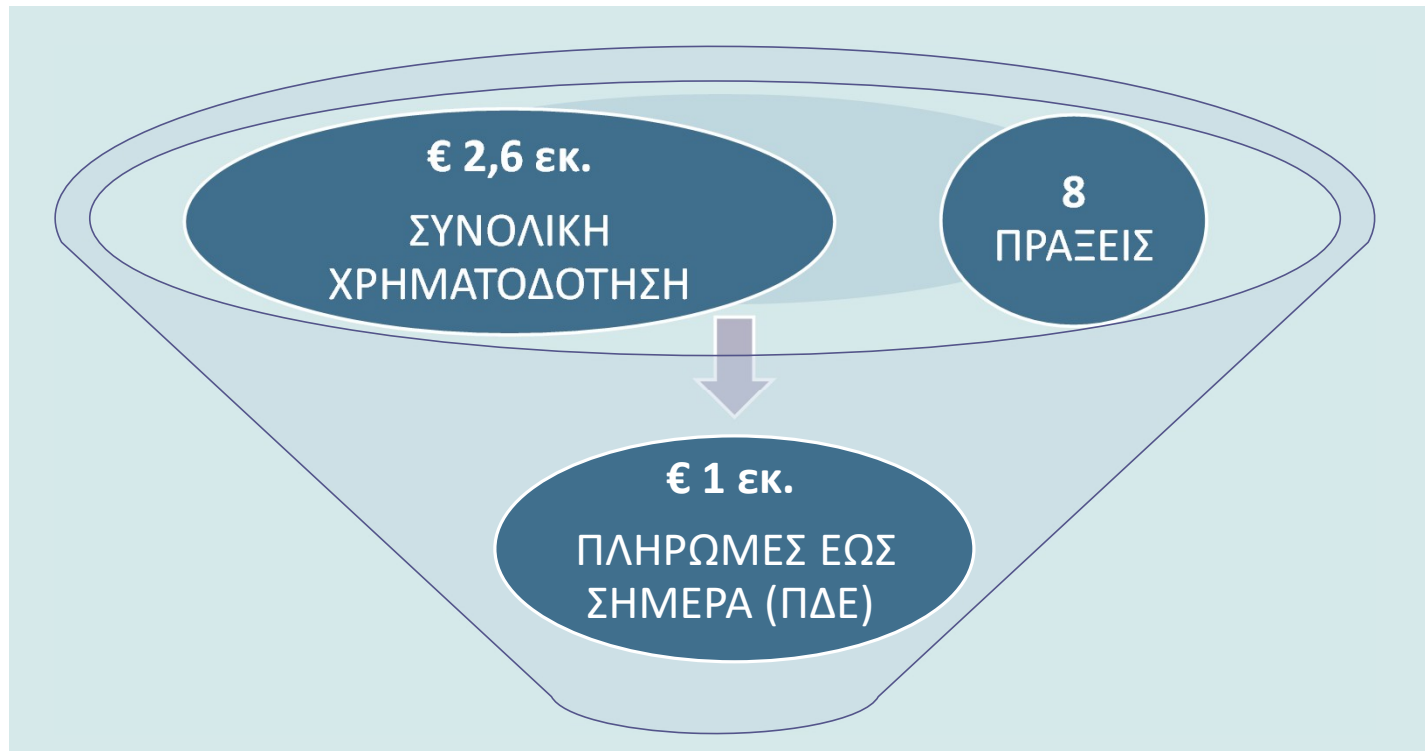 € 2,6 εκ.
ΣΥΝΟΛΙΚΗ
ΧΡΗΜΑΤΟΔΟΤΗΣΗ
8
ΠΡΑΞΕΙΣ
€ 1 εκ.
ΠΛΗΡΩΜΕΣ ΕΩΣ
ΣΗΜΕΡΑ (ΠΔΕ)